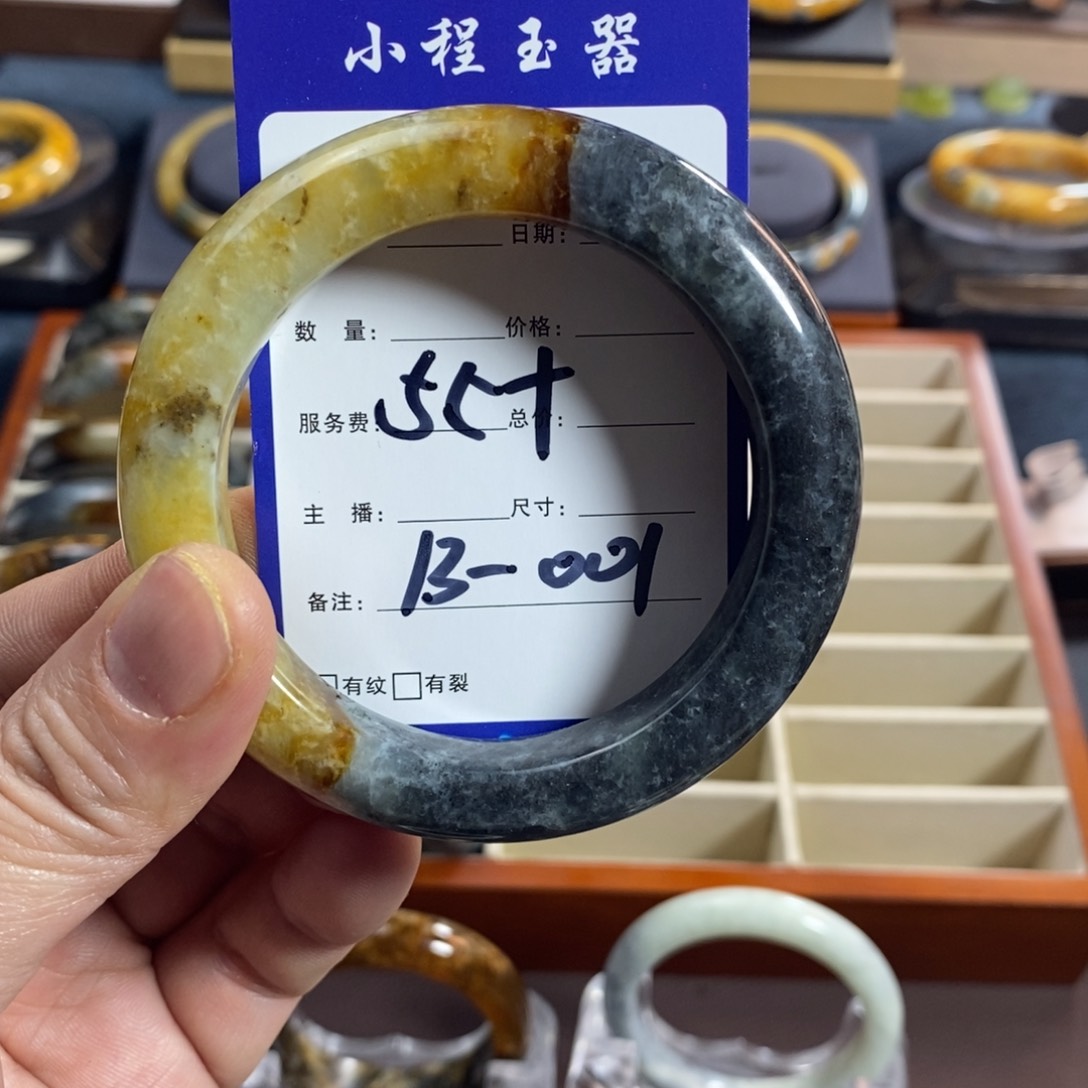 小程玉器
日期：
数 量： 价格：
服务费：55+ 总价：
主 播： 尺寸：
备注：B-001
有纹 有裂